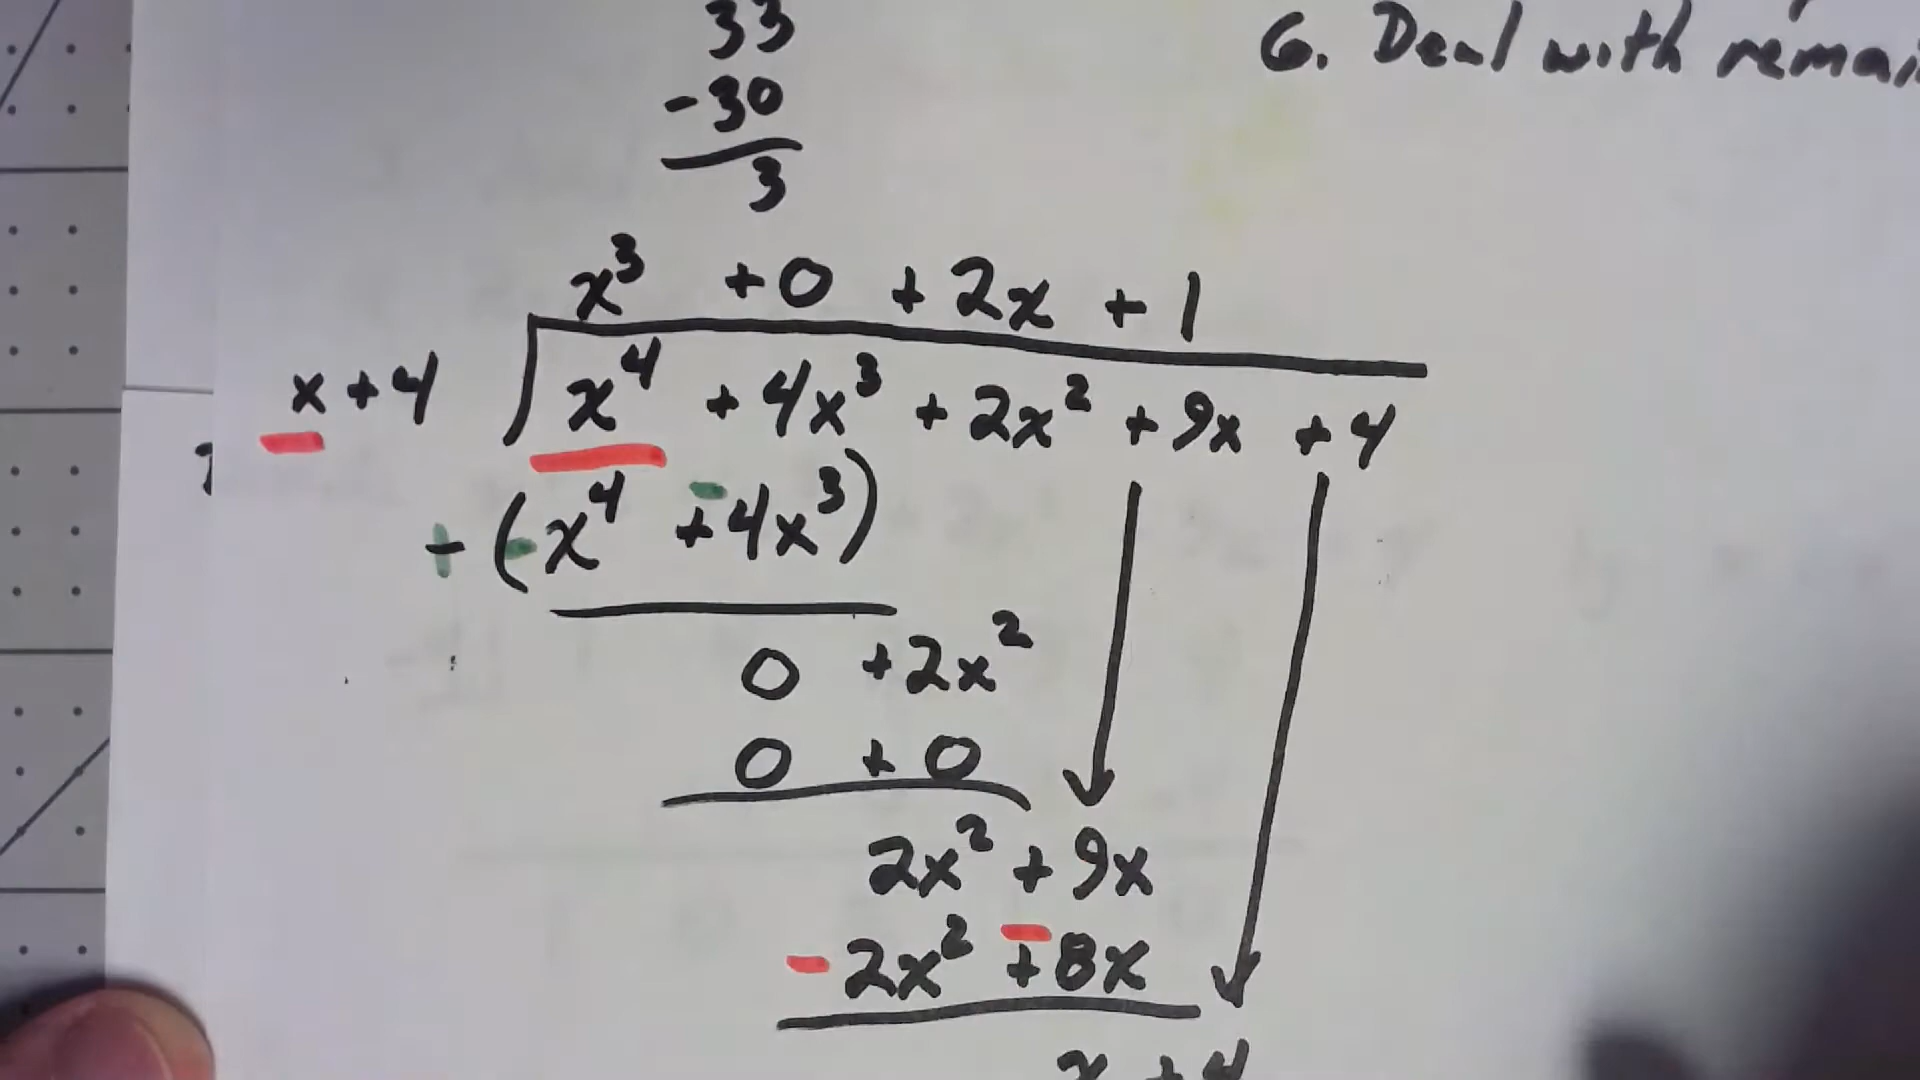 33
6. Deal with
-30
3
x³ +0 +2x +1
x+4 x⁴ +4x³ +2x² +9x +4
(x⁴ +4x³)
0 +2x²
0 +0
2x² +9x
-2x² +8x
x +4